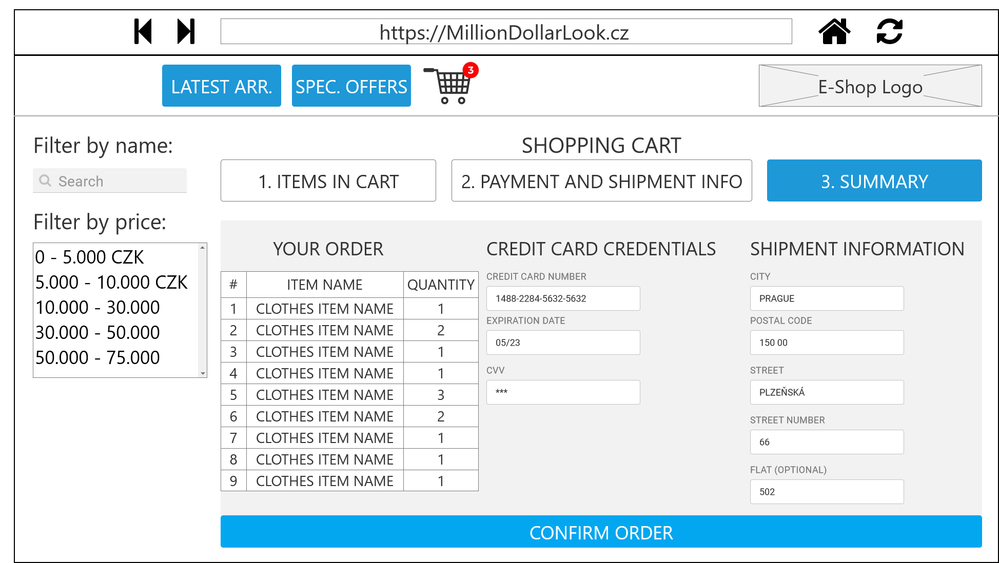 https://MillionDollarLook.cz
LATEST ARR.
SPEC. OFFERS
3
E-Shop Logo
Filter by name:
Search
Filter by price:
0 - 5.000 CZK
5.000 - 10.000 CZK
10.000 - 30.000
30.000 - 50.000
50.000 - 75.000
SHOPPING CART
1. ITEMS IN CART
2. PAYMENT AND SHIPMENT INFO
3. SUMMARY
YOUR ORDER
# ITEM NAME QUANTITY
1 CLOTHES ITEM NAME 1
2 CLOTHES ITEM NAME 2
3 CLOTHES ITEM NAME 1
4 CLOTHES ITEM NAME 1
5 CLOTHES ITEM NAME 3
6 CLOTHES ITEM NAME 2
7 CLOTHES ITEM NAME 1
8 CLOTHES ITEM NAME 1
9 CLOTHES ITEM NAME 1
CREDIT CARD CREDENTIALS
CREDIT CARD NUMBER
1488-2284-5632-5632
EXPIRATION DATE
05/23
CVV
***
SHIPMENT INFORMATION
CITY
PRAGUE
POSTAL CODE
150 00
STREET
PLZEŇSKÁ
STREET NUMBER
66
FLAT (OPTIONAL)
502
CONFIRM ORDER